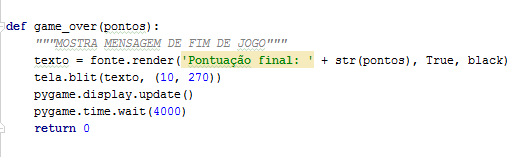 def game_over(pontos):
    """MOSTRA MENSAGEM DE FIM DE JOGO"""
    texto = fonte.render('Pontuação final: ' + str(pontos), True, black)
    tela.blit(texto, (10, 270))
    pygame.display.update()
    pygame.time.wait(4000)
    return 0